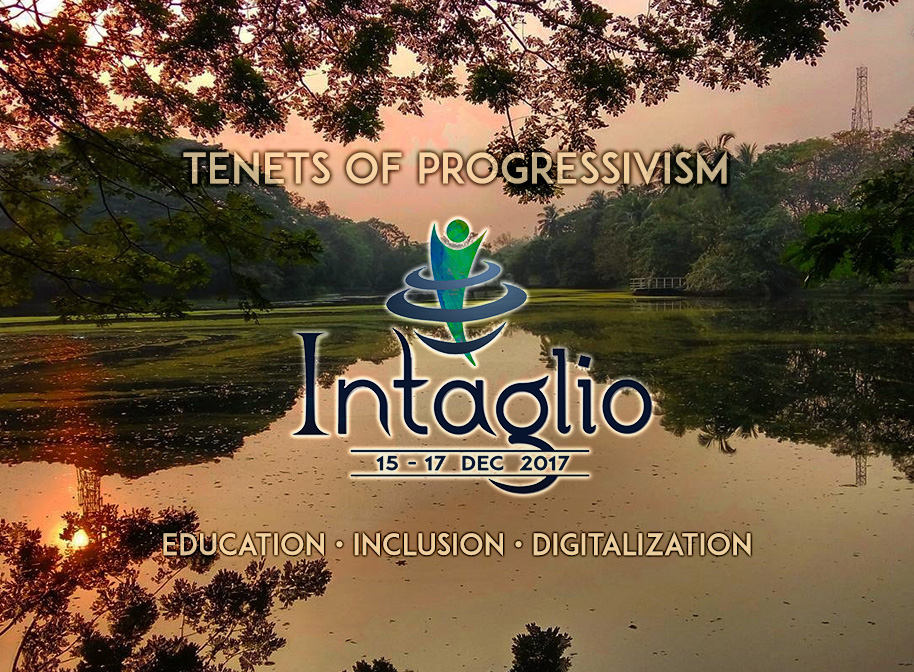 TENETS OF PROGRESSIVISM
Intaglio
15 - 17 DEC 2017
EDUCATION • INCLUSION • DIGITALIZATION